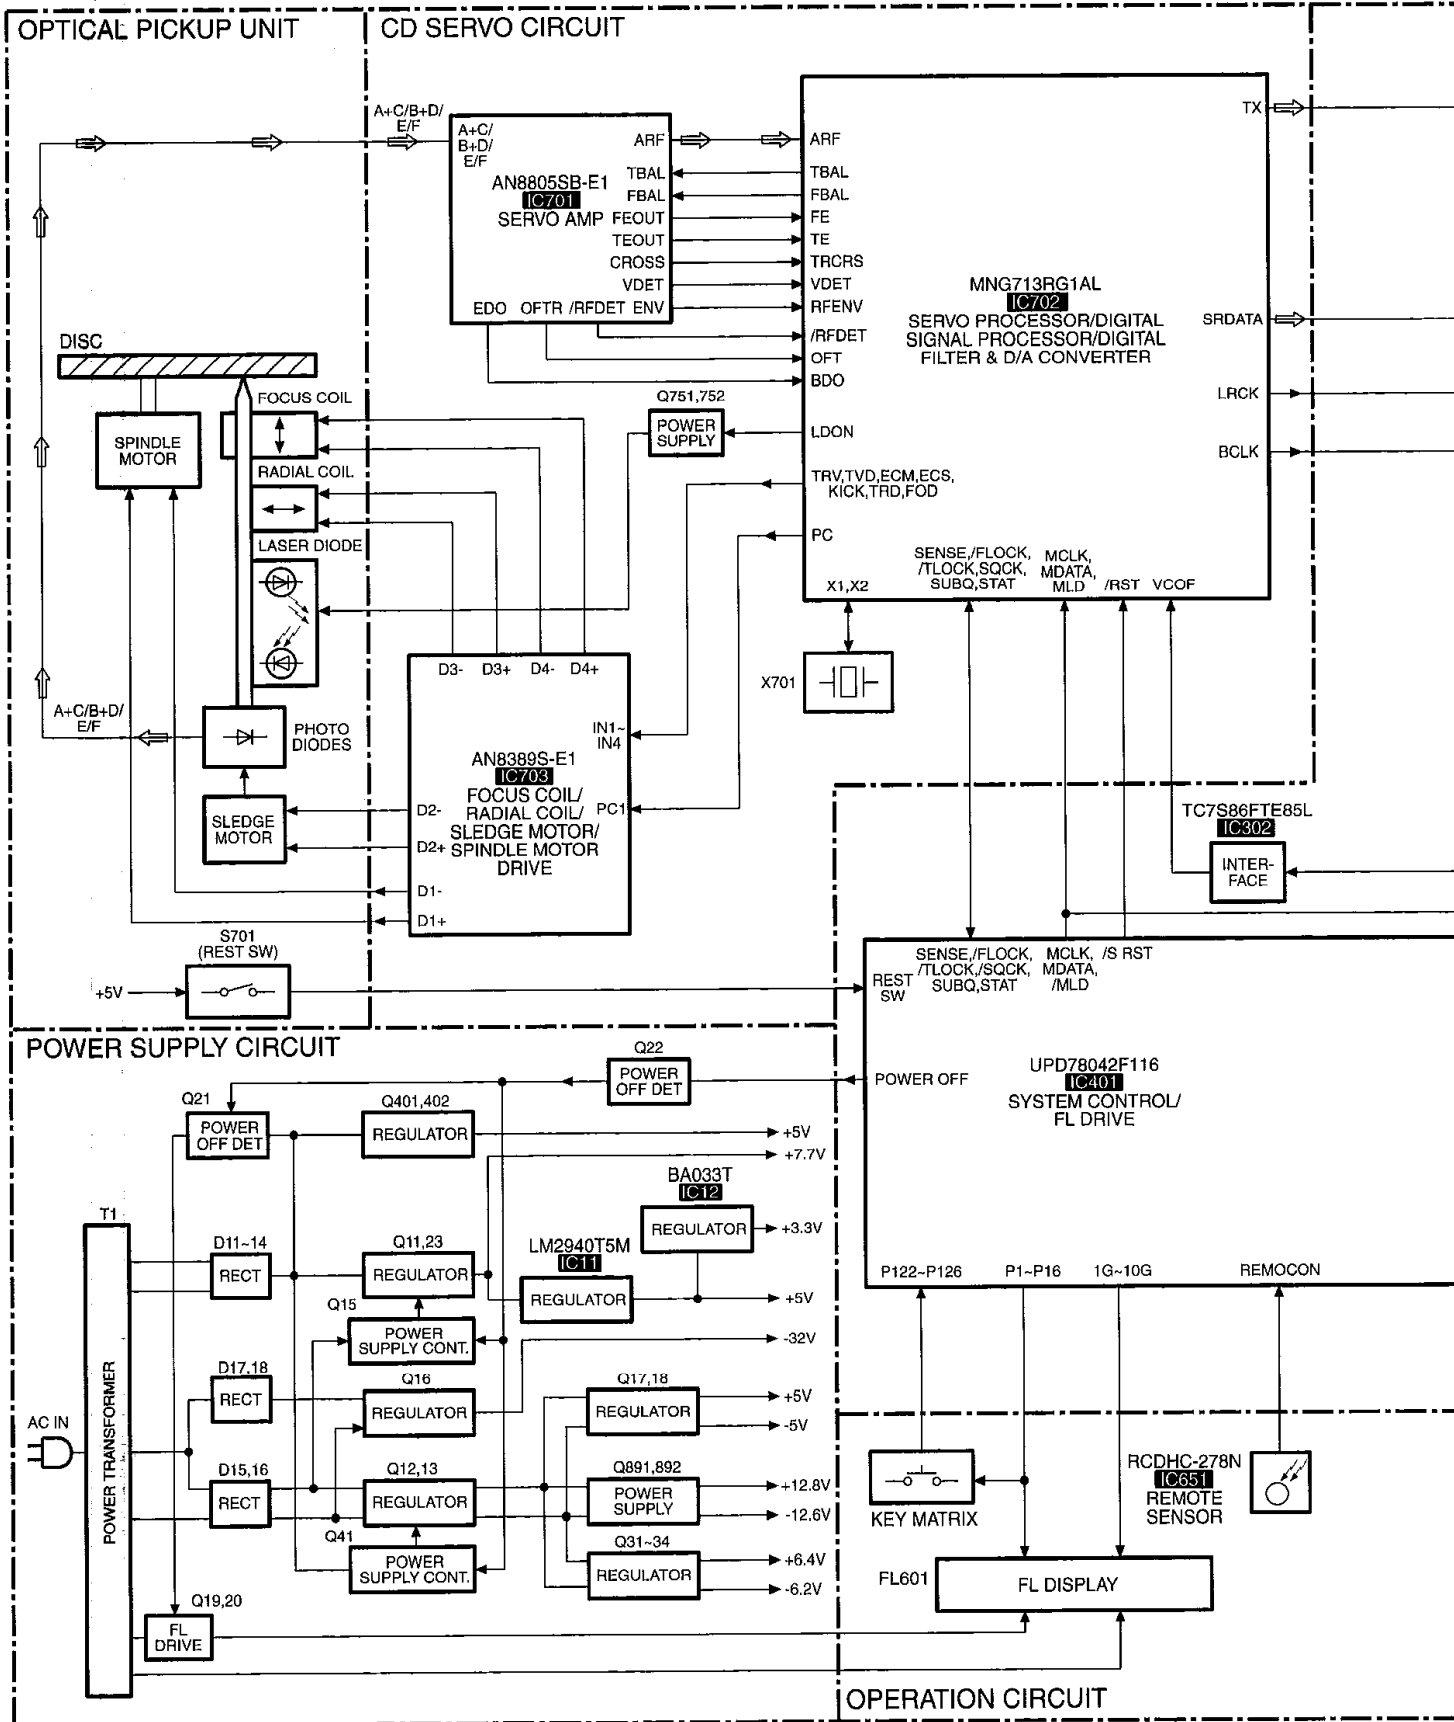 OPTICAL PICKUP UNIT
CD SERVO CIRCUIT
A+C/B+D/
E/F
A+C/
B+D/
E/F
ARF
TBAL
FBAL
FEOUT
TEOUT
CROSS
VDET
EDO OFTR /RFDET ENV
AN8805SB-E1
IC701
SERVO AMP
ARF
TBAL
FBAL
FE
TE
TRCRS
VDET
RFENV
/RFDET
OFT
BDO
LDON
TRV,TVD,ECM,ECS,
KICK,TRD,FOD
PC
X1,X2
SENSE,/FLOCK,
/TLOCK,SQCK,
SUBQ,STAT
MCLK,
MDATA,
MLD
/RST
VCOF
MNG713RG1AL
IC702
SERVO PROCESSOR/DIGITAL
SIGNAL PROCESSOR/DIGITAL
FILTER & D/A CONVERTER
TX
SRDATA
LRCK
BCLK
DISC
SPINDLE
MOTOR
FOCUS COIL
RADIAL COIL
LASER DIODE
A+C/B+D/
E/F
PHOTO
DIODES
SLEDGE
MOTOR
Q751,752
POWER
SUPPLY
X701
D3- D3+ D4- D4+
IN1~
IN4
AN8389S-E1
IC703
FOCUS COIL/
RADIAL COIL/
SLEDGE MOTOR/
SPINDLE MOTOR
DRIVE
PC1
D2-
D2+
D1-
D1+
S701
(REST SW)
+5V
TC7S86FTE85L
IC302
INTER-
FACE
REST
SW
SENSE,/FLOCK,
/TLOCK,/SQCK,
SUBQ,STAT
MCLK,
MDATA,
/MLD
/S RST
POWER OFF
UPD78042F116
IC401
SYSTEM CONTROL/
FL DRIVE
P122~P126
P1~P16
1G~10G
REMOCON
POWER SUPPLY CIRCUIT
Q22
POWER
OFF DET
Q21
POWER
OFF DET
Q401,402
REGULATOR
+5V
+7.7V
BA033T
IC12
REGULATOR
+3.3V
T1
POWER TRANSFORMER
AC IN
D11~14
RECT
Q11,23
REGULATOR
LM2940T5M
IC11
REGULATOR
+5V
Q15
POWER
SUPPLY CONT.
-32V
D17,18
RECT
Q16
REGULATOR
Q17,18
REGULATOR
+5V
-5V
D15,16
RECT
Q12,13
REGULATOR
Q891,892
POWER
SUPPLY
+12.8V
-12.6V
Q41
POWER
SUPPLY CONT.
Q31~34
REGULATOR
+6.4V
-6.2V
Q19,20
FL
DRIVE
KEY MATRIX
RCDHC-278N
IC651
REMOTE
SENSOR
FL601
FL DISPLAY
OPERATION CIRCUIT